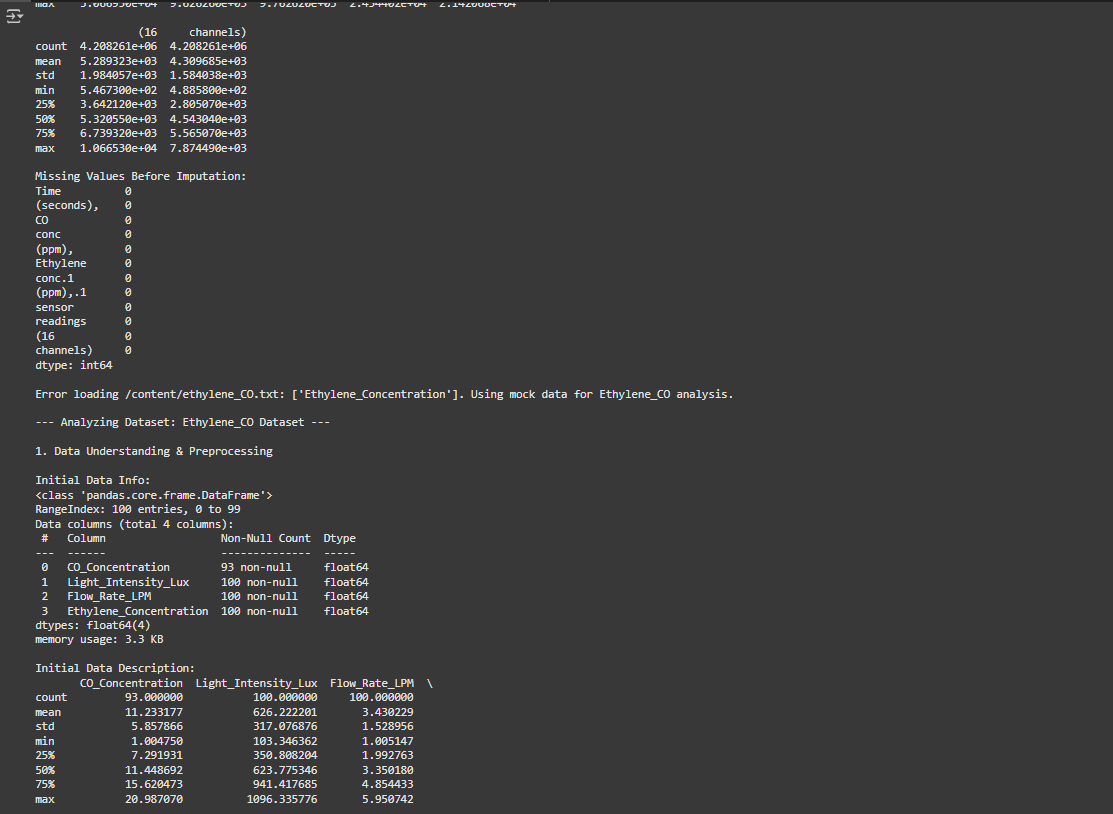 max
(16     channels)
count  4.208261e+06  4.208261e+06
mean   5.289323e+03  4.309685e+03
std    1.984057e+03  1.584038e+03
min    5.467300e+02  4.885800e+02
25%    3.642120e+03  2.805070e+03
50%    5.320550e+03  4.543040e+03
75%    6.739320e+03  5.565070e+03
max    1.066530e+04  7.874490e+03
Missing Values Before Imputation:
Time          0
(seconds),    0
CO            0
conc          0
(ppm),        0
Ethylene      0
conc.1        0
(ppm),.1      0
sensor        0
readings      0
(16           0
channels)     0
dtype: int64
Error loading /content/ethylene_CO.txt: ['Ethylene_Concentration']. Using mock data for Ethylene_CO analysis.
--- Analyzing Dataset: Ethylene_CO Dataset ---
1. Data Understanding & Preprocessing
Initial Data Info:
<class 'pandas.core.frame.DataFrame'>
RangeIndex: 100 entries, 0 to 99
Data columns (total 4 columns):
 #   Column                  Non-Null Count  Dtype
---  ------                  --------------  -----
 0   CO_Concentration        93 non-null     float64
 1   Light_Intensity_Lux     100 non-null    float64
 2   Flow_Rate_LPM           100 non-null    float64
 3   Ethylene_Concentration  100 non-null    float64
dtypes: float64(4)
memory usage: 3.3 KB
Initial Data Description:
       CO_Concentration  Light_Intensity_Lux  Flow_Rate_LPM  \
count         93.000000           100.000000     100.000000
mean          11.233177           626.222201       3.430229
std            5.857866           317.076876       1.528956
min            1.004750           103.346362       1.005147
25%            7.291931           350.808204       1.992763
50%           11.448692           623.775346       3.350180
75%           15.620473           941.417685       4.854433
max           20.987070          1096.335776       5.950742